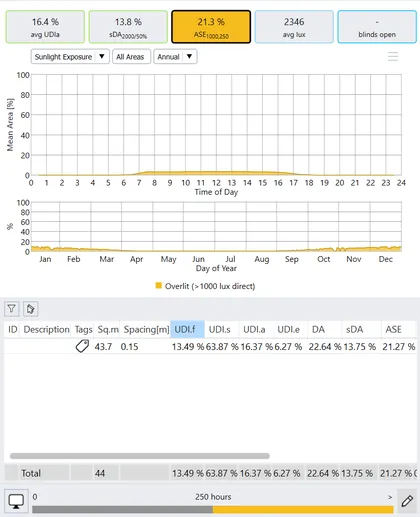 16.4 % 13.8 % 21.3 % 2346 -
avg UDIa sDA2000/50% ASE1000,250 avg lux blinds open
Sunlight Exposure All Areas Annual
Mean Area [%]
100
80
60
40
20
0
0 1 2 3 4 5 6 7 8 9 10 11 12 13 14 15 16 17 18 19 20 21 22 23 24
Time of Day
%
100
80
60
40
20
0
Jan Feb Mar Apr May Jun Jul Aug Sep Oct Nov Dec
Day of Year
Overlit (>1000 lux direct)
ID Description Tags Sq.m Spacing[m] UDI.f UDI.s UDI.a UDI.e DA sDA ASE
43.7 0.15 13.49 % 63.87 % 16.37 % 6.27 % 22.64 % 13.75 % 21.27 %
Total 44 13.49 % 63.87 % 16.37 % 6.27 % 22.64 % 13.75 % 21.27 %
0 250 hours >